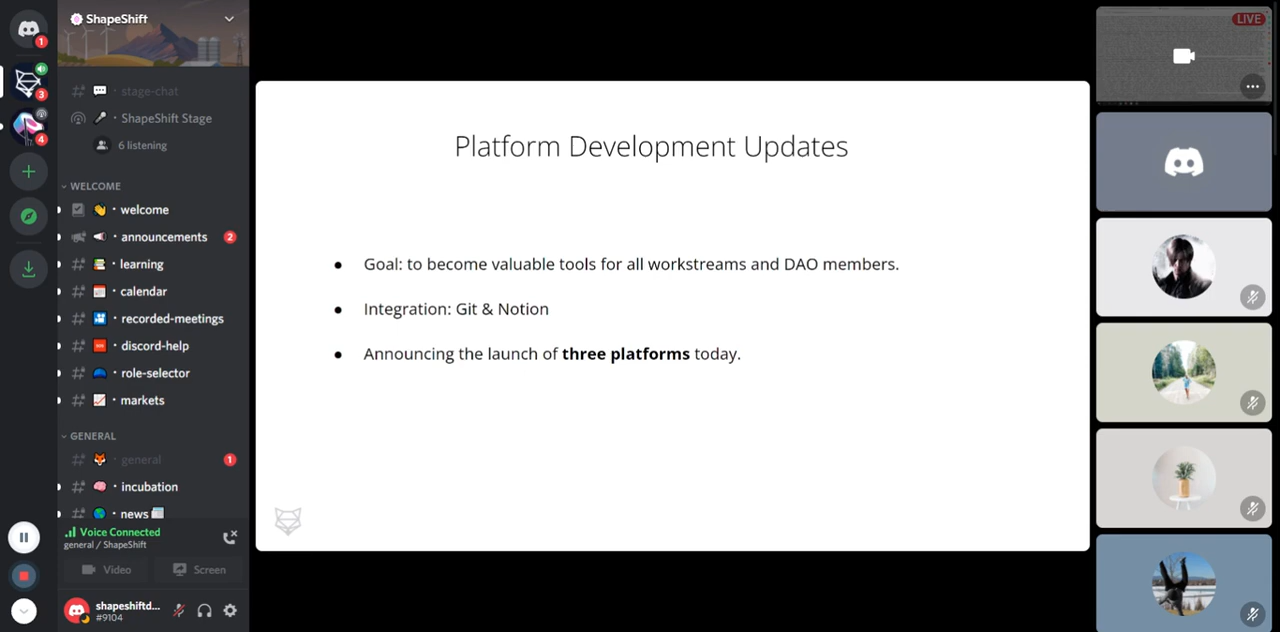 ShapeShift
stage-chat
ShapeShift Stage
6 listening
WELCOME
welcome
announcements 2
learning
calendar
recorded-meetings
discord-help
role-selector
markets
GENERAL
general 1
incubation
news
Voice Connected
general / ShapeShift
Video Screen
shapeshiftd...
#9104
1
3
4
Platform Development Updates
• Goal: to become valuable tools for all workstreams and DAO members.
• Integration: Git & Notion
• Announcing the launch of three platforms today.
LIVE